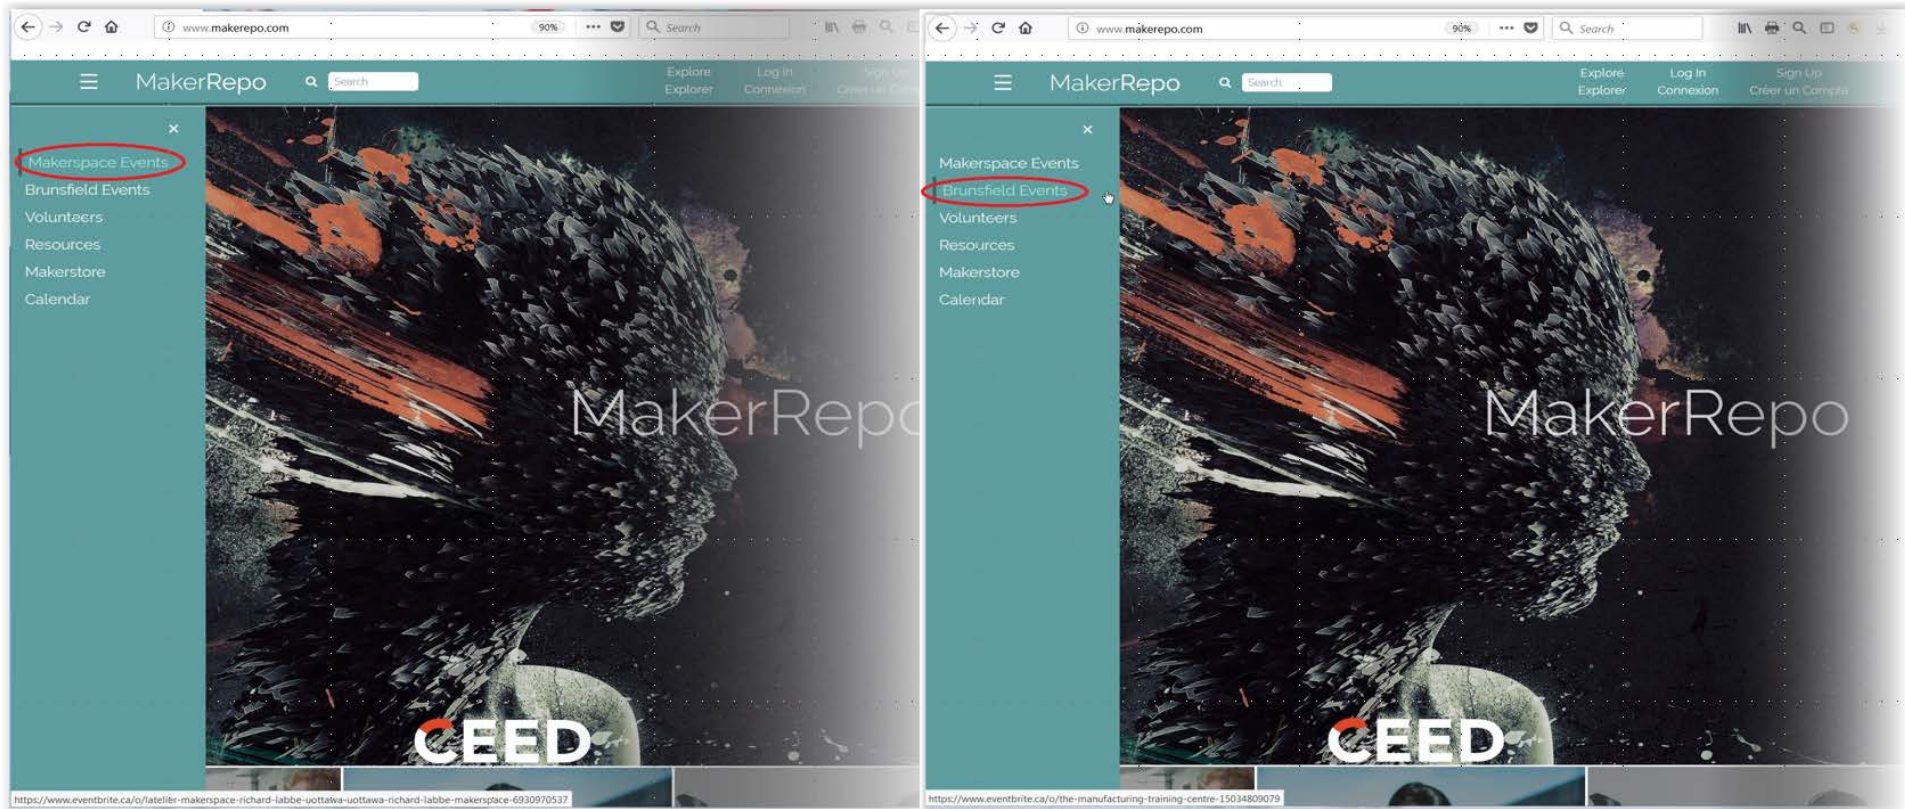 www.makerepo.com
90%
Search
MakerRepo
Search
Explore
Explorer
Log In
Connexion
Sign Up
Makerspace Events
Brunsfield Events
Volunteers
Resources
Makerstore
Calendar
MakerRepo
CEED
https://www.eventbrite.ca/o/latelier-makerspace-richard-labbe-uottawa-uottawa-richard-labbe-makerspace-6930970537
www.makerepo.com
90%
Search
MakerRepo
Search
Explore
Explorer
Log In
Connexion
Sign Up
Créer un Compte
Makerspace Events
Brunsfield Events
Volunteers
Resources
Makerstore
Calendar
MakerRepo
CEED
https://www.eventbrite.ca/o/the-manufacturing-training-centre-15034809079